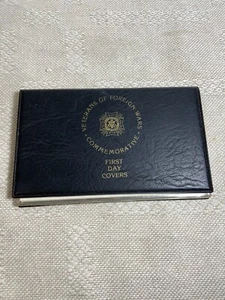 VETERANS OF FOREIGN WARS
COMMEMORATIVE
FIRST
DAY
COVERS